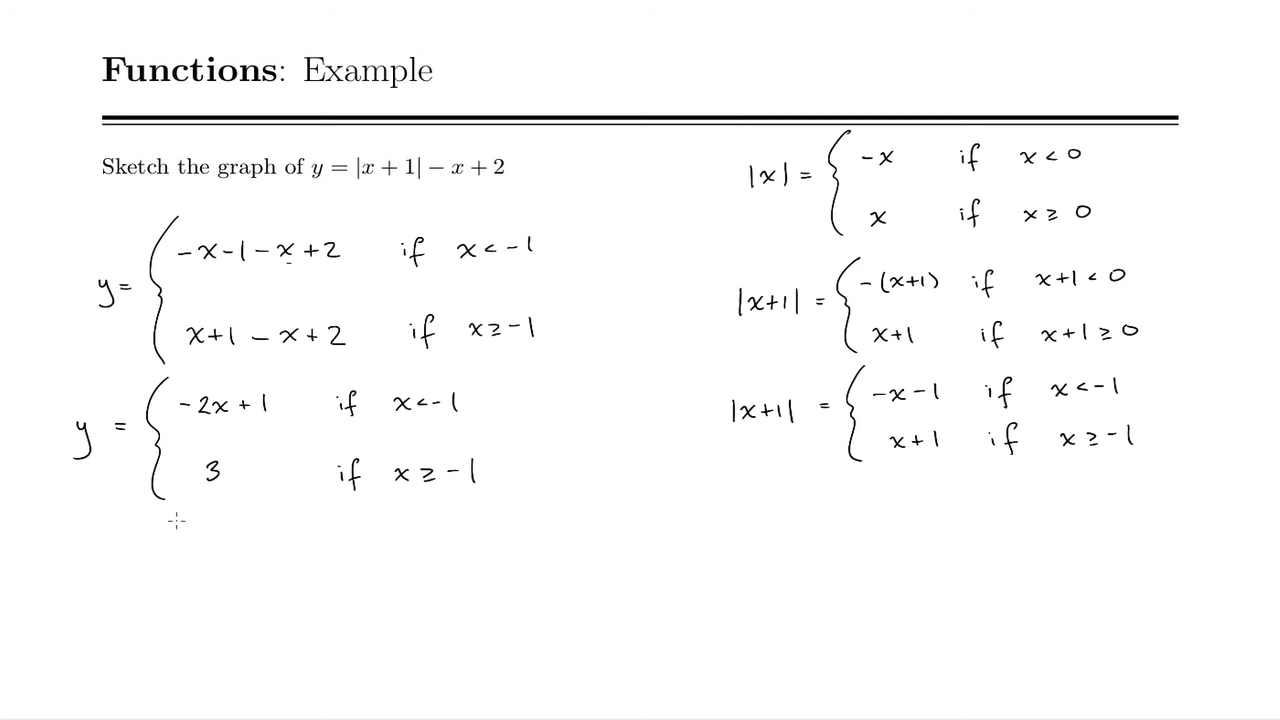 Functions: Example
Sketch the graph of y = |x + 1| − x + 2
y = { -x-1-x+2 if x < -1
x+1-x+2 if x ≥ -1
y = { -2x+1 if x < -1
3 if x ≥ -1
|x| = { -x if x < 0
x if x ≥ 0
|x+1| = { -(x+1) if x+1 < 0
x+1 if x+1 ≥ 0
|x+1| = { -x-1 if x < -1
x+1 if x ≥ -1